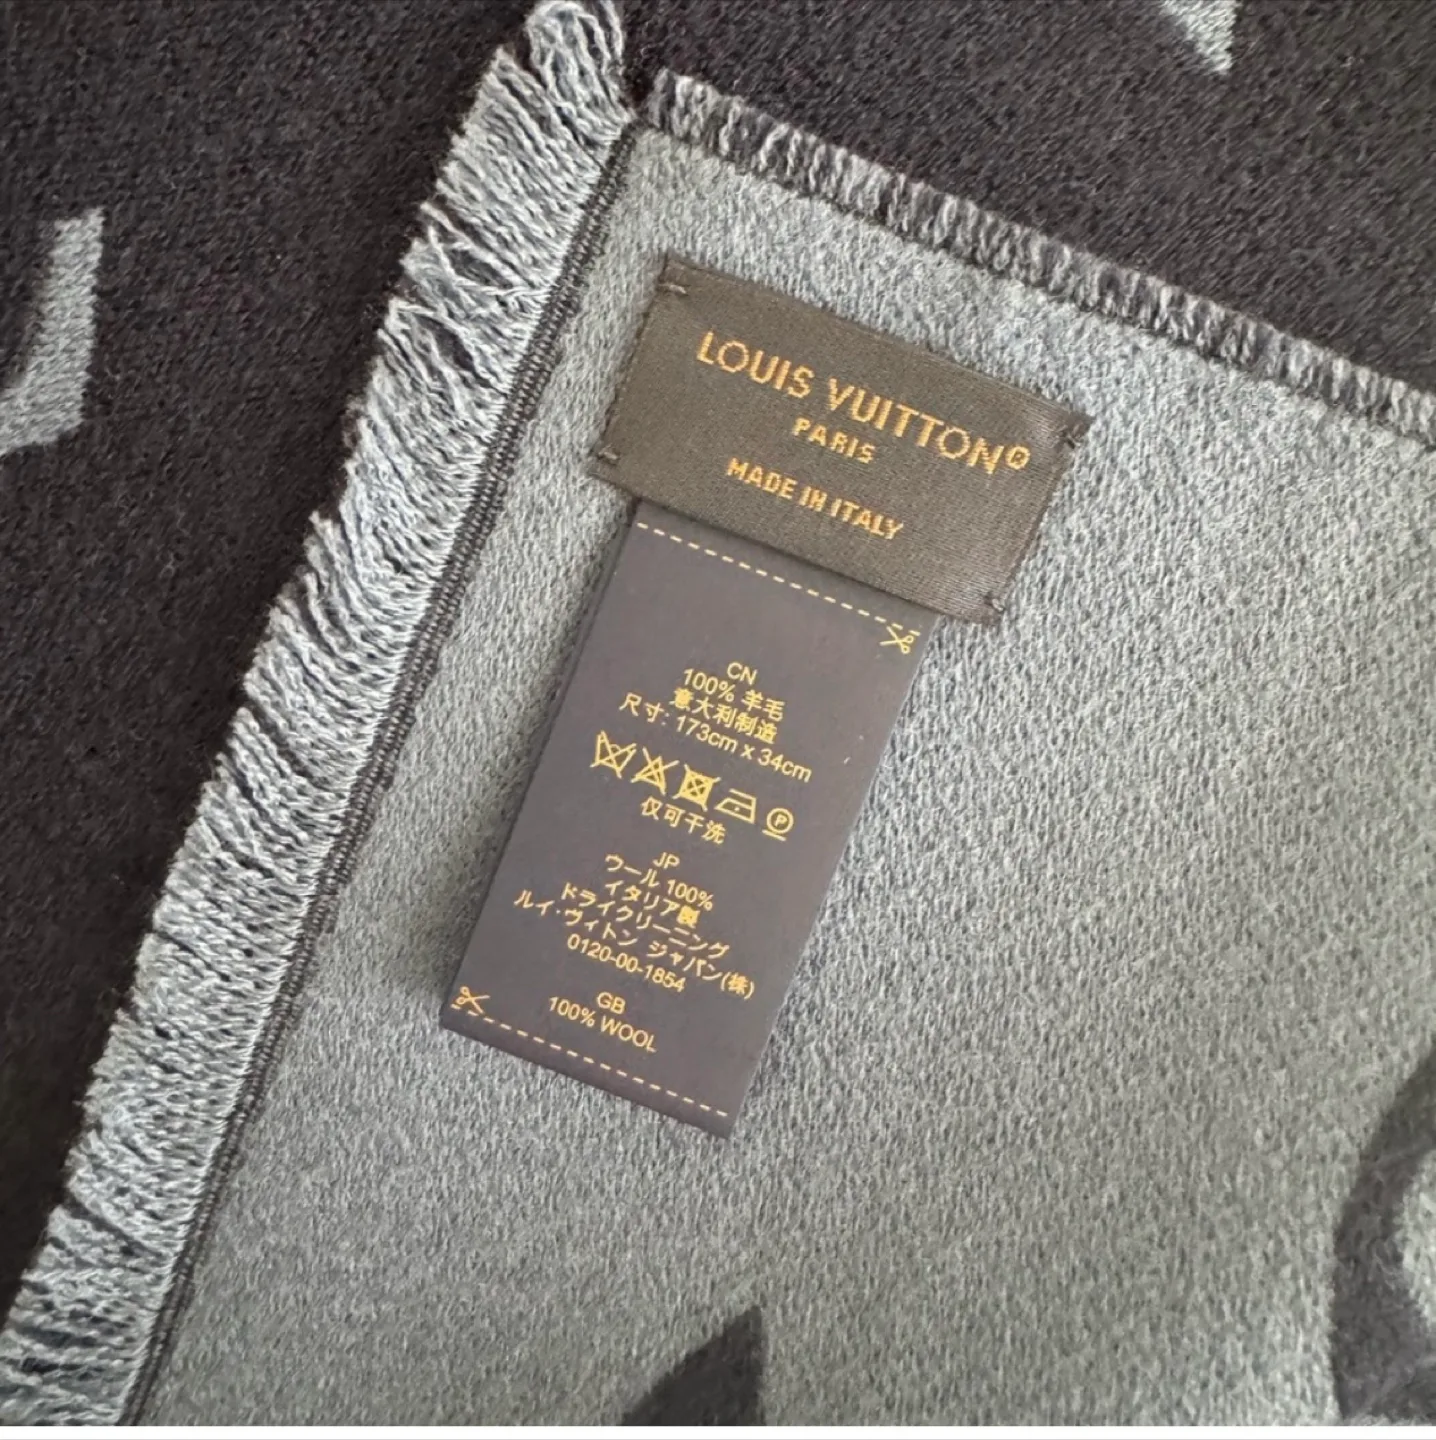 LOUIS VUITTON®
PARIS
MADE IN ITALY
CN
100% 羊毛
意大利制造
尺寸: 173cm x 34cm
P
仅可干洗
JP
ウール 100%
イタリア製
ドライクリーニング
ルイ·ヴィトン ジャパン(株)
0120-00-1854
GB
100% WOOL